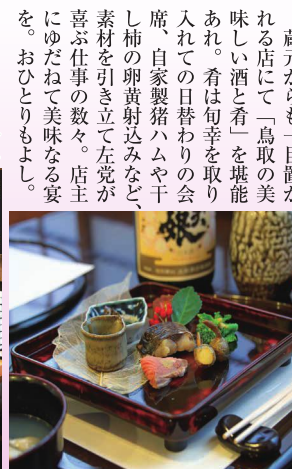 蔵元からも一目置か
れる店にて「鳥取の美
味しい酒と肴」を堪能
あれ。肴は旬幸を取り
入れての日替わりの会
席、自家製猪ハムや干
し柿の卵黄射込みなど、
素材を引き立て左党が
喜ぶ仕事の数々。店主
にゆだねて美味なる宴
を。おひとりもよし。